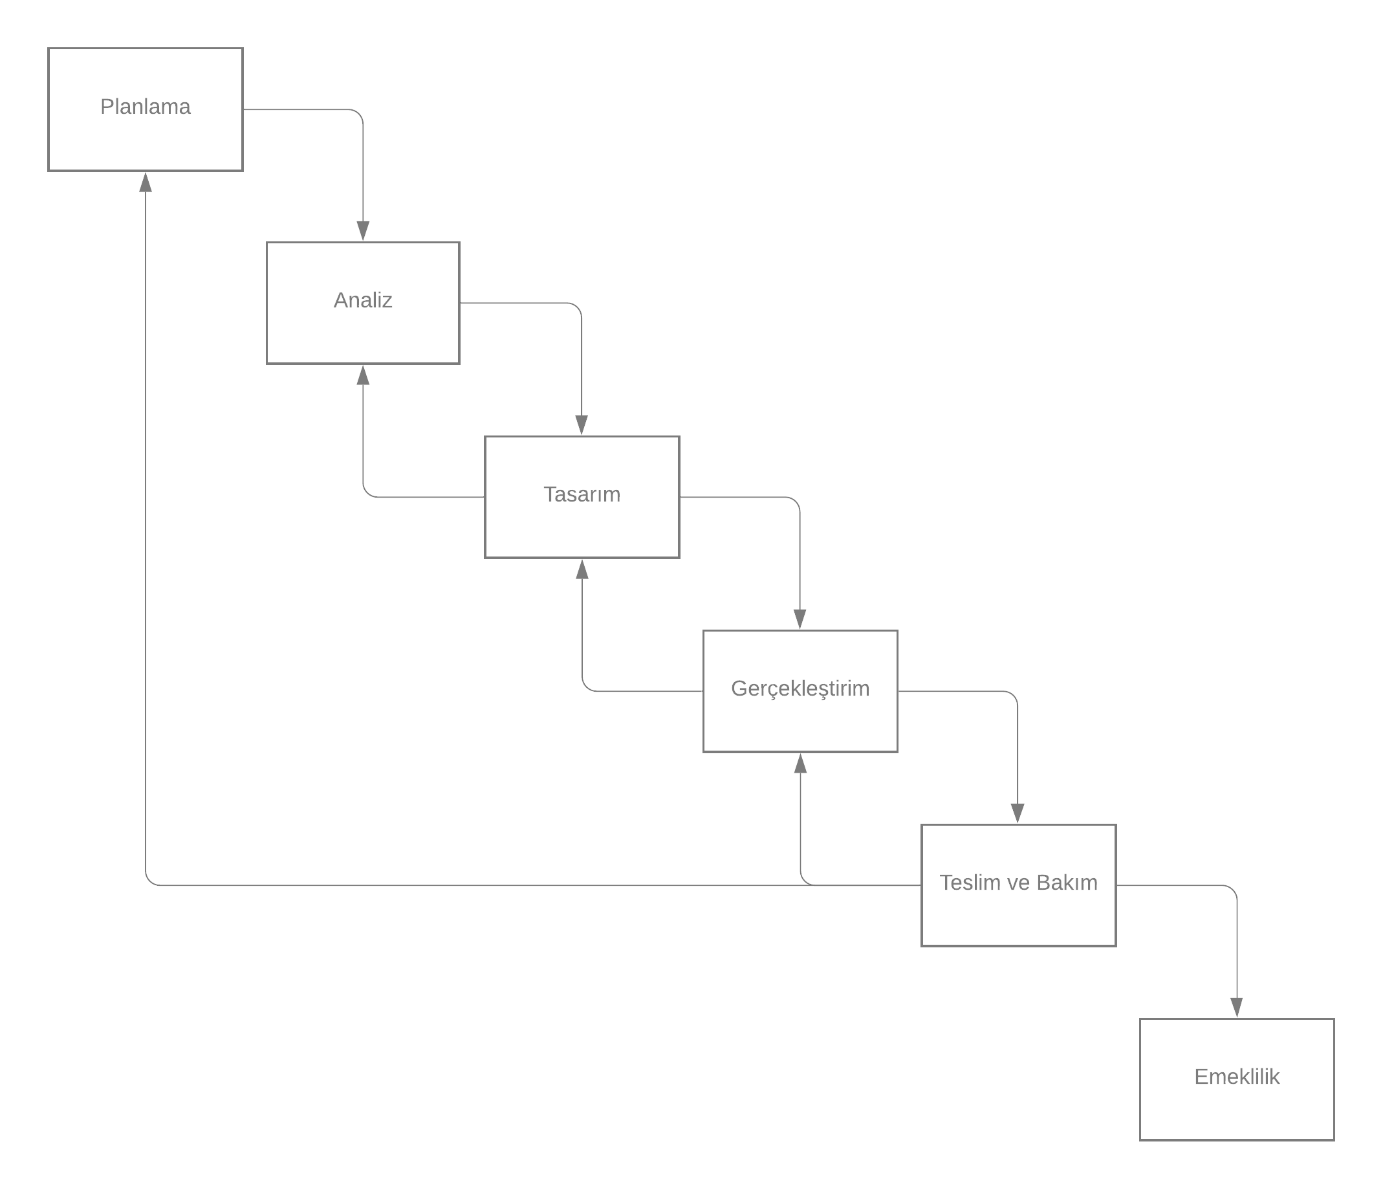 Planlama
Analiz
Tasarım
Gerçekleştirim
Teslim ve Bakım
Emeklilik